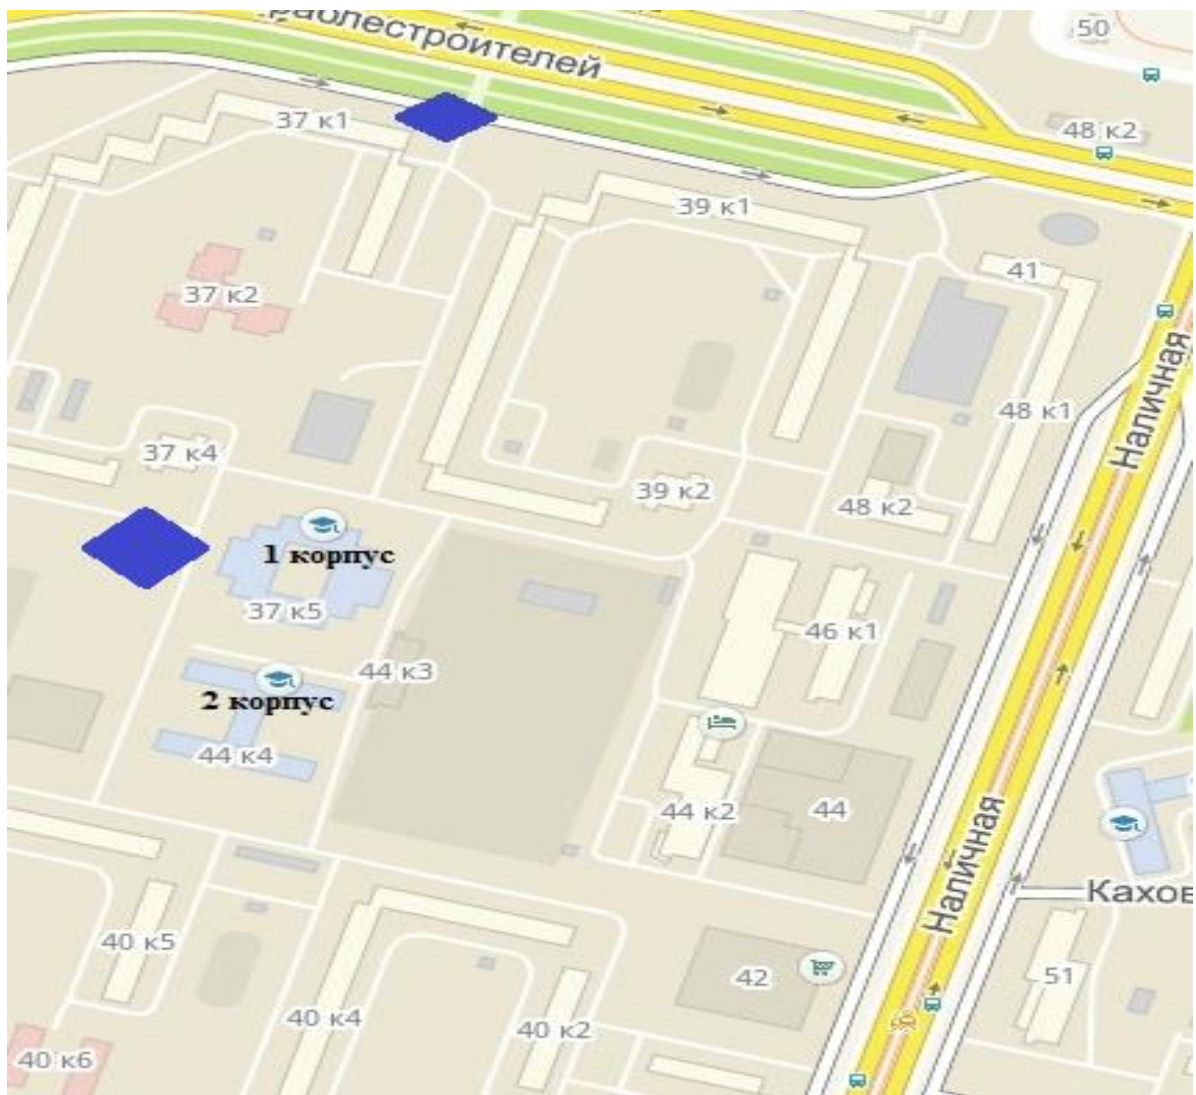 раблестроителей
50
37 к1
48 к2
39 к1
41
37 к2
Наличная
48 к1
37 к4
39 к2
48 к2
1 корпус
37 к5
46 к1
44 к3
2 корпус
44 к4
44 к2
44
Наличная
Кахов
40 к5
42
51
40 к4
40 к2
40 к6